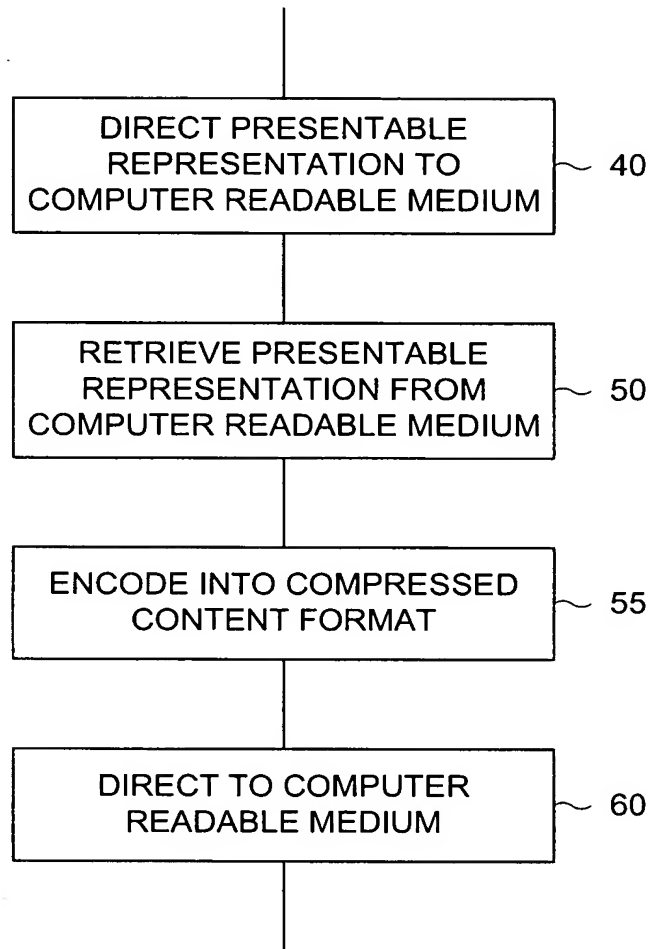 DIRECT PRESENTABLE
REPRESENTATION TO
COMPUTER READABLE MEDIUM
40
RETRIEVE PRESENTABLE
REPRESENTATION FROM
COMPUTER READABLE MEDIUM
50
ENCODE INTO COMPRESSED
CONTENT FORMAT
55
DIRECT TO COMPUTER
READABLE MEDIUM
60